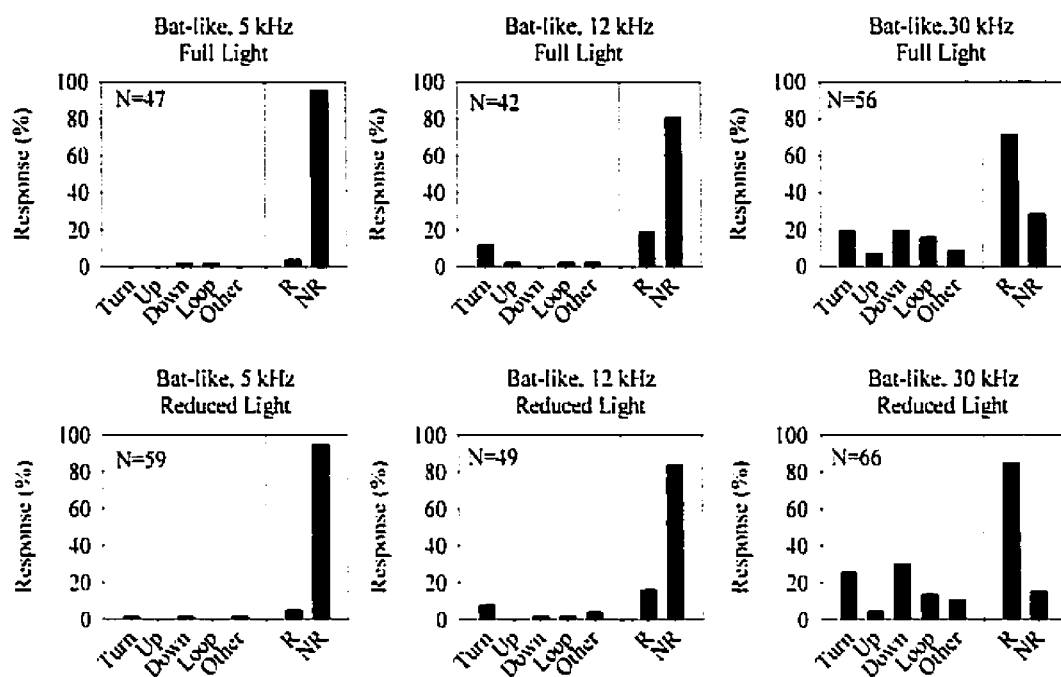 Bat-like, 5 kHz
Full Light
Response (%)
100
80
60
40
20
0
N=47
Turn
Up
Down
Loop
Other
R
NR
Bat-like, 12 kHz
Full Light
Response (%)
100
80
60
40
20
0
N=42
Turn
Up
Down
Loop
Other
R
NR
Bat-like.30 kHz
Full Light
Response (%)
100
80
60
40
20
0
N=56
Turn
Up
Down
Loop
Other
R
NR
Bat-like, 5 kHz
Reduced Light
Response (%)
100
80
60
40
20
0
N=59
Turn
Up
Down
Loop
Other
R
NR
Bat-like, 12 kHz
Reduced Light
Response (%)
100
80
60
40
20
0
N=49
Turn
Up
Down
Loop
Other
R
NR
Bat-like, 30 kHz
Reduced Light
Response (%)
100
80
60
40
20
0
N=66
Turn
Up
Down
Loop
Other
R
NR